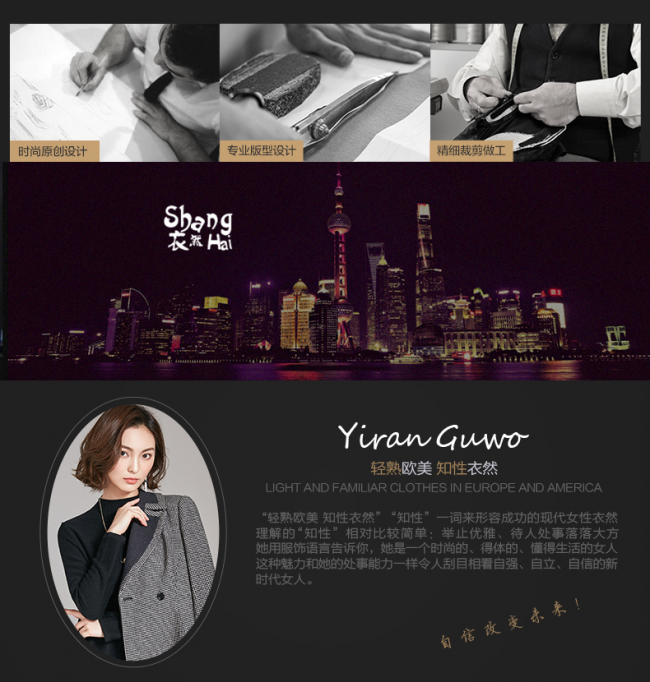 时尚原创设计
专业版型设计
精细裁剪做工
Shang
衣然 Hai
Yiran Guwo
轻熟欧美 知性衣然
LIGHT AND FAMILIAR CLOTHES IN EUROPE AND AMERICA
“轻熟欧美 知性衣然”“知性”一词来形容成功的现代女性衣然
理解的“知性” 相对比较简单：举止优雅、待人处事落落大方
她用服饰语言告诉你，她是一个时尚的、得体的、懂得生活的女人
这种魅力和她的处事能力一样令人刮目相看自强、自立、自信的新
时代女人。
自信改变未来！